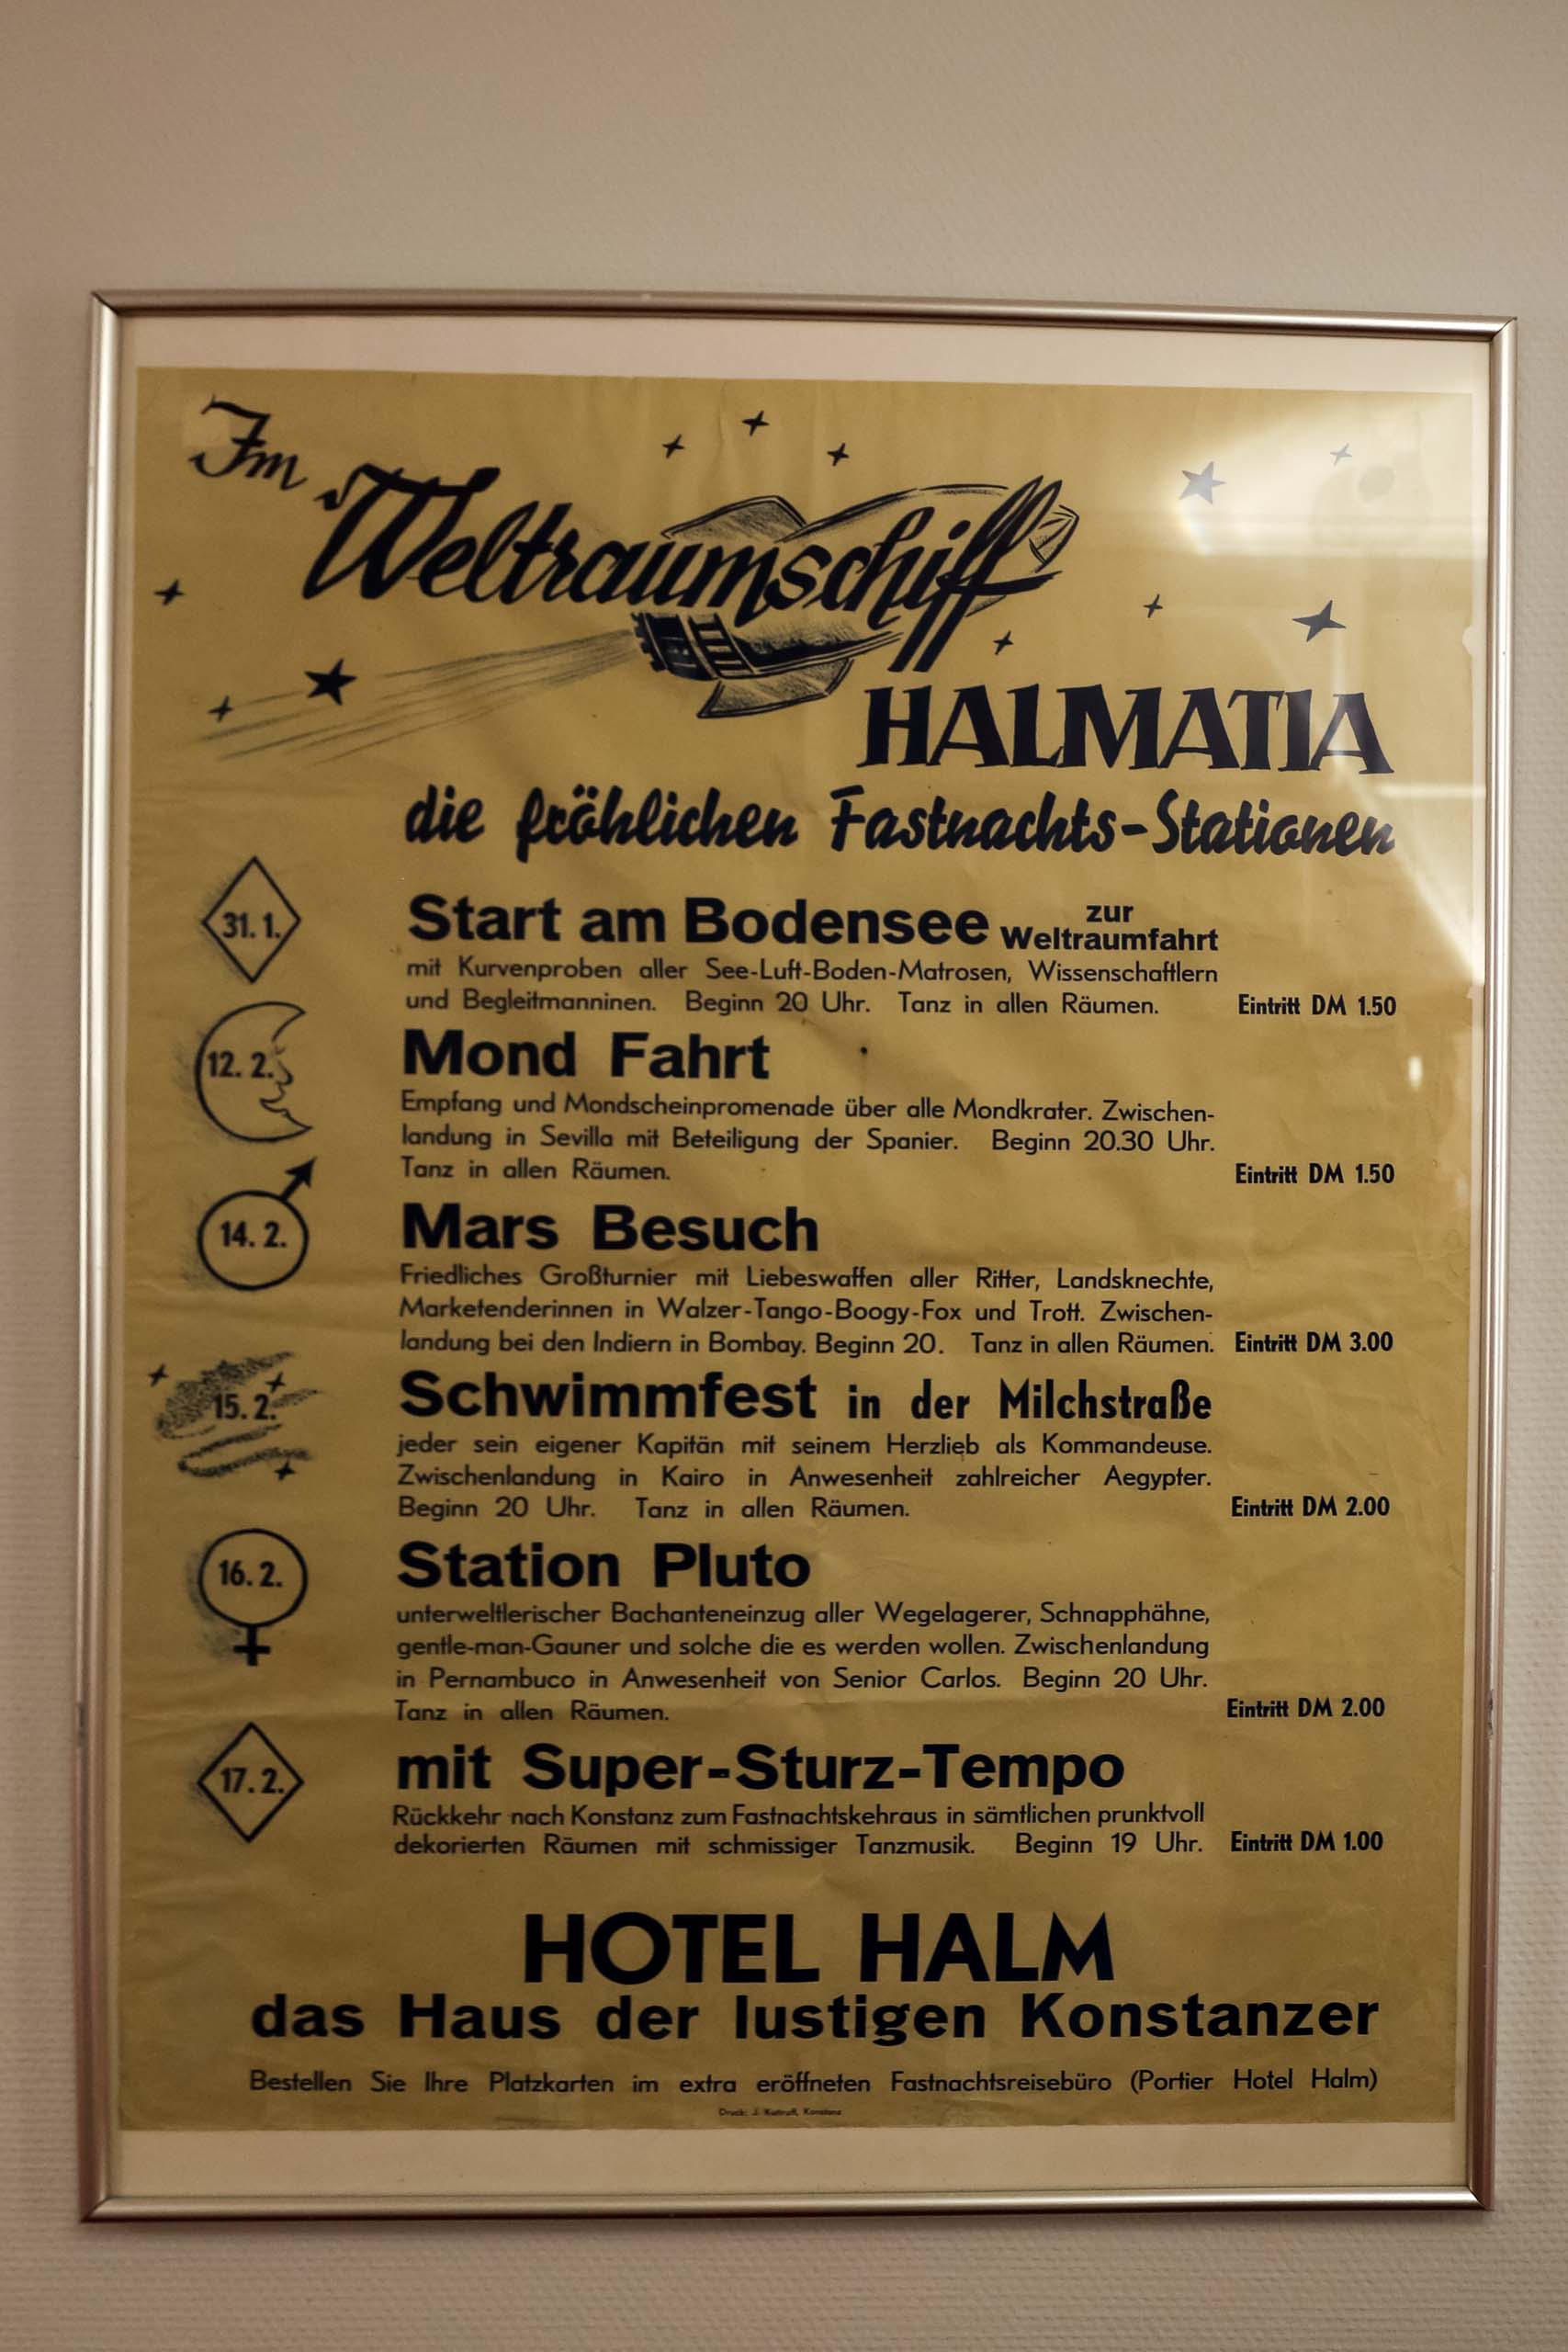 Im Weltraumschiff
HALMATIA
die fröhlichen Fastnachts-Stationen
31. 1.
Start am Bodensee zur Weltraumfahrt
mit Kurvenproben aller See-Luft-Boden-Matrosen, Wissenschaftlern
und Begleitmanninen. Beginn 20 Uhr. Tanz in allen Räumen. Eintritt DM 1.50
12. 2.
Mond Fahrt
Empfang und Mondscheinpromenade über alle Mondkrater. Zwischen-
landung in Sevilla mit Beteiligung der Spanier. Beginn 20.30 Uhr.
Tanz in allen Räumen. Eintritt DM 1.50
14. 2.
Mars Besuch
Friedliches Großturnier mit Liebeswaffen aller Ritter, Landsknechte,
Marketenderinnen in Walzer-Tango-Boogy-Fox und Trott. Zwischen-
landung bei den Indiern in Bombay. Beginn 20. Tanz in allen Räumen. Eintritt DM 3.00
15. 2.
Schwimmfest in der Milchstraße
jeder sein eigener Kapitän mit seinem Herzlieb als Kommandeuse.
Zwischenlandung in Kairo in Anwesenheit zahlreicher Aegypter.
Beginn 20 Uhr. Tanz in allen Räumen. Eintritt DM 2.00
16. 2.
Station Pluto
unterweltlerischer Bachanteneinzug aller Wegelagerer, Schnapphähne,
gentle-man-Gauner und solche die es werden wollen. Zwischenlandung
in Pernambuco in Anwesenheit von Senior Carlos. Beginn 20 Uhr.
Tanz in allen Räumen. Eintritt DM 2.00
17. 2.
mit Super-Sturz-Tempo
Rückkehr nach Konstanz zum Fastnachtskehraus in sämtlichen prunktvoll
dekorierten Räumen mit schmissiger Tanzmusik. Beginn 19 Uhr. Eintritt DM 1.00
HOTEL HALM
das Haus der lustigen Konstanzer
Bestellen Sie Ihre Platzkarten im extra eröffneten Fastnachtsreisebüro (Portier Hotel Halm)
Druck: J. Konstanz